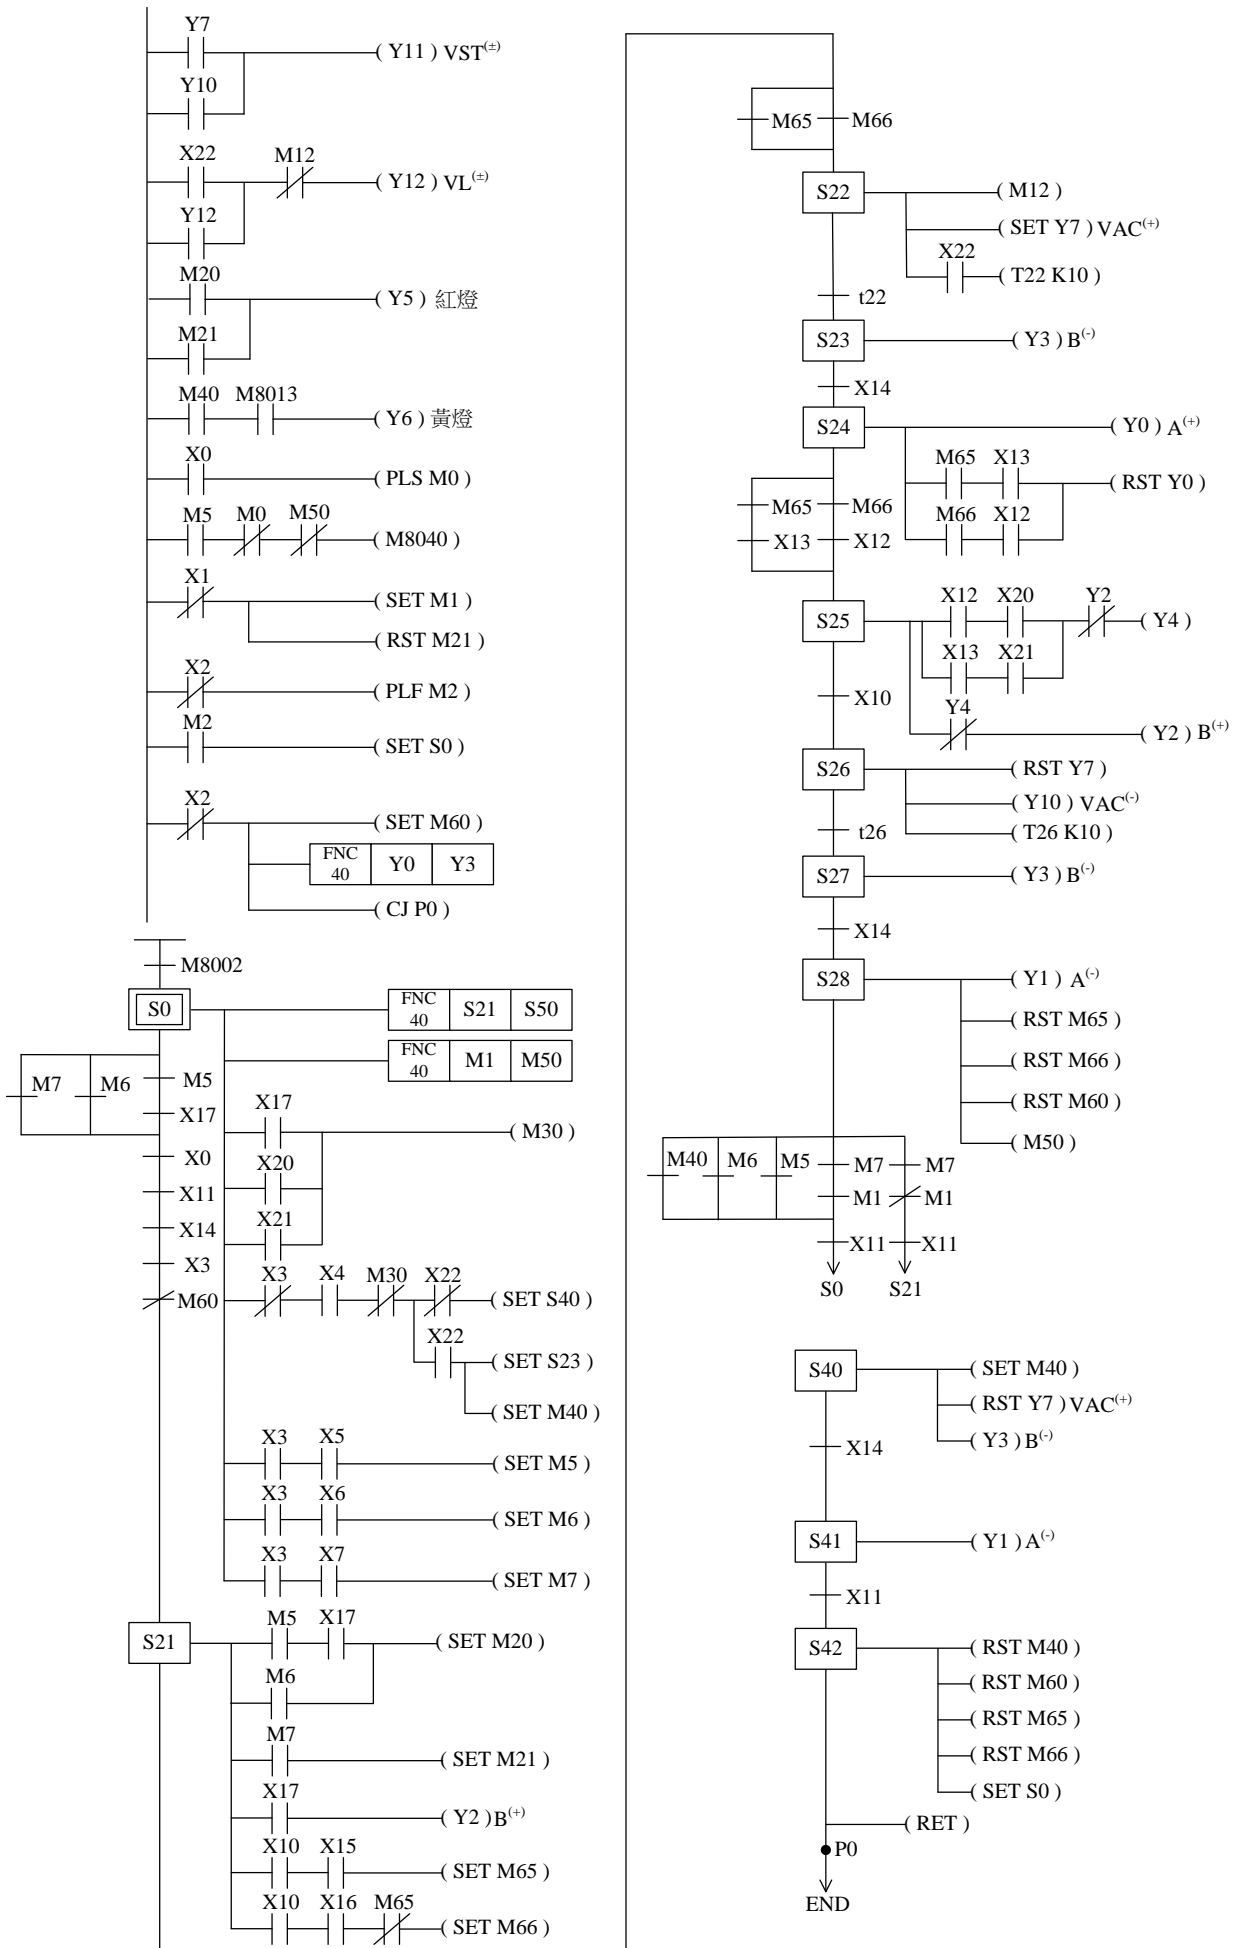 Y7
( Y11 ) VST(±)
Y10
X22 M12
( Y12 ) VL(±)
Y12
M20
( Y5 ) 紅燈
M21
M40 M8013
( Y6 ) 黃燈
X0
( PLS M0 )
M5 M0 M50
( M8040 )
X1
( SET M1 )
( RST M21 )
X2
( PLF M2 )
M2
( SET S0 )
X2
( SET M60 )
FNC 40 Y0 Y3
( CJ P0 )
M8002
S0
FNC 40 S21 S50
FNC 40 M1 M50
M7 M6 M5
X17
X0
X11
X14
X3
M60
X17
( M30 )
X20
X21
X3 X4 M30 X22
( SET S40 )
X22
( SET S23 )
( SET M40 )
X3 X5
( SET M5 )
X3 X6
( SET M6 )
X3 X7
( SET M7 )
S21
M5 X17
( SET M20 )
M6
M7
( SET M21 )
X17
( Y2 ) B(+)
X10 X15
( SET M65 )
X10 X16 M65
( SET M66 )
M65 M66
S22
( M12 )
( SET Y7 ) VAC(+)
X22
( T22 K10 )
t22
S23
( Y3 ) B(-)
X14
S24
( Y0 ) A(+)
M65 X13
( RST Y0 )
M66 X12
M65 M66
X13 X12
S25
X12 X20 Y2
( Y4 )
X13 X21
X10
Y4
( Y2 ) B(+)
S26
( RST Y7 )
( Y10 ) VAC(-)
( T26 K10 )
t26
S27
( Y3 ) B(-)
X14
S28
( Y1 ) A(-)
( RST M65 )
( RST M66 )
( RST M60 )
( M50 )
M40 M6 M5 M7 M7
M1 M1
X11 X11
S0 S21
S40
( SET M40 )
( RST Y7 ) VAC(+)
( Y3 ) B(-)
X14
S41
( Y1 ) A(-)
X11
S42
( RST M40 )
( RST M60 )
( RST M65 )
( RST M66 )
( SET S0 )
( RET )
P0
END